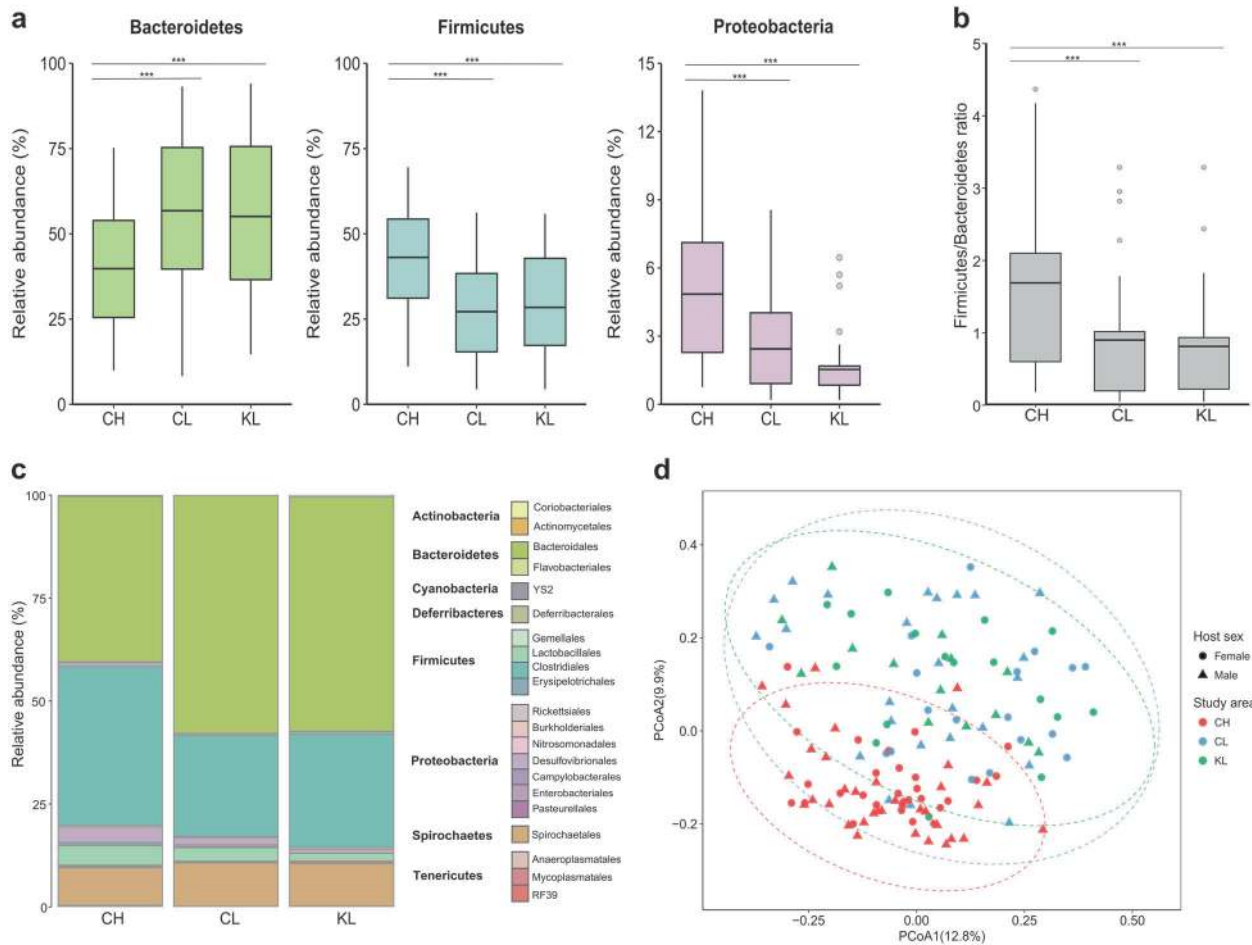 a
Bacteroidetes
Firmicutes
Proteobacteria
b
Relative abundance (%)
100
75
50
25
0
***
***
CH
CL
KL
Relative abundance (%)
100
75
50
25
0
***
***
CH
CL
KL
Relative abundance (%)
15
12
9
6
3
0
***
***
CH
CL
KL
Firmicutes/Bacteroidetes ratio
5
4
3
2
1
0
***
***
CH
CL
KL
c
Relative abundance (%)
100
75
50
25
0
CH
CL
KL
Actinobacteria
Coriobacteriales
Actinomycetales
Bacteroidetes
Bacteroidales
Flavobacteriales
Cyanobacteria
YS2
Deferribacteres
Deferribacterales
Firmicutes
Gemellales
Lactobacillales
Clostridiales
Erysipelotrichales
Proteobacteria
Rickettsiales
Burkholderiales
Nitrosomonadales
Desulfovibrionales
Campylobacterales
Enterobacteriales
Pasteurellales
Spirochaetes
Spirochaetales
Tenericutes
Anaeroplasmatales
Mycoplasmatales
RF39
d
PCoA2(9.9%)
0.4
0.2
0.0
−0.2
−0.25
0.00
0.25
0.50
PCoA1(12.8%)
Host sex
Female
Male
Study area
CH
CL
KL